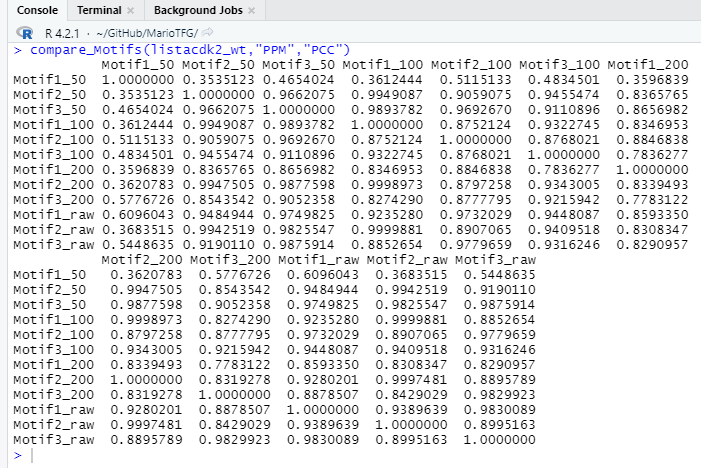 Console Terminal × Background Jobs ×
R 4.2.1 · ~/GitHub/MarioTFG/
> compare_Motifs(listacdk2_wt,"PPM","PCC")
Motif1_50 Motif2_50 Motif3_50 Motif1_100 Motif2_100 Motif3_100 Motif1_200
Motif1_50 1.0000000 0.3535123 0.4654024 0.3612444 0.5115133 0.4834501 0.3596839
Motif2_50 0.3535123 1.0000000 0.9662075 0.9949087 0.9059075 0.9455474 0.8365765
Motif3_50 0.4654024 0.9662075 1.0000000 0.9893782 0.9692670 0.9110896 0.8656982
Motif1_100 0.3612444 0.9949087 0.9893782 1.0000000 0.8752124 0.9322745 0.8346953
Motif2_100 0.5115133 0.9059075 0.9692670 0.8752124 1.0000000 0.8768021 0.8846838
Motif3_100 0.4834501 0.9455474 0.9110896 0.9322745 0.8768021 1.0000000 0.7836277
Motif1_200 0.3596839 0.8365765 0.8656982 0.8346953 0.8846838 0.7836277 1.0000000
Motif2_200 0.3620783 0.9947505 0.9877598 0.9998973 0.8797258 0.9343005 0.8339493
Motif3_200 0.5776726 0.8543542 0.9052358 0.8274290 0.8777795 0.9215942 0.7783122
Motif1_raw 0.6096043 0.9484944 0.9749825 0.9235280 0.9732029 0.9448087 0.8593350
Motif2_raw 0.3683515 0.9942519 0.9825547 0.9999881 0.8907065 0.9409518 0.8308347
Motif3_raw 0.5448635 0.9190110 0.9875914 0.8852654 0.9779659 0.9316246 0.8290957
Motif2_200 Motif3_200 Motif1_raw Motif2_raw Motif3_raw
Motif1_50 0.3620783 0.5776726 0.6096043 0.3683515 0.5448635
Motif2_50 0.9947505 0.8543542 0.9484944 0.9942519 0.9190110
Motif3_50 0.9877598 0.9052358 0.9749825 0.9825547 0.9875914
Motif1_100 0.9998973 0.8274290 0.9235280 0.9999881 0.8852654
Motif2_100 0.8797258 0.8777795 0.9732029 0.8907065 0.9779659
Motif3_100 0.9343005 0.9215942 0.9448087 0.9409518 0.9316246
Motif1_200 0.8339493 0.7783122 0.8593350 0.8308347 0.8290957
Motif2_200 1.0000000 0.8319278 0.9280201 0.9997481 0.8895789
Motif3_200 0.8319278 1.0000000 0.8878507 0.8429029 0.9829923
Motif1_raw 0.9280201 0.8878507 1.0000000 0.9389639 0.9830089
Motif2_raw 0.9997481 0.8429029 0.9389639 1.0000000 0.8995163
Motif3_raw 0.8895789 0.9829923 0.9830089 0.8995163 1.0000000
>